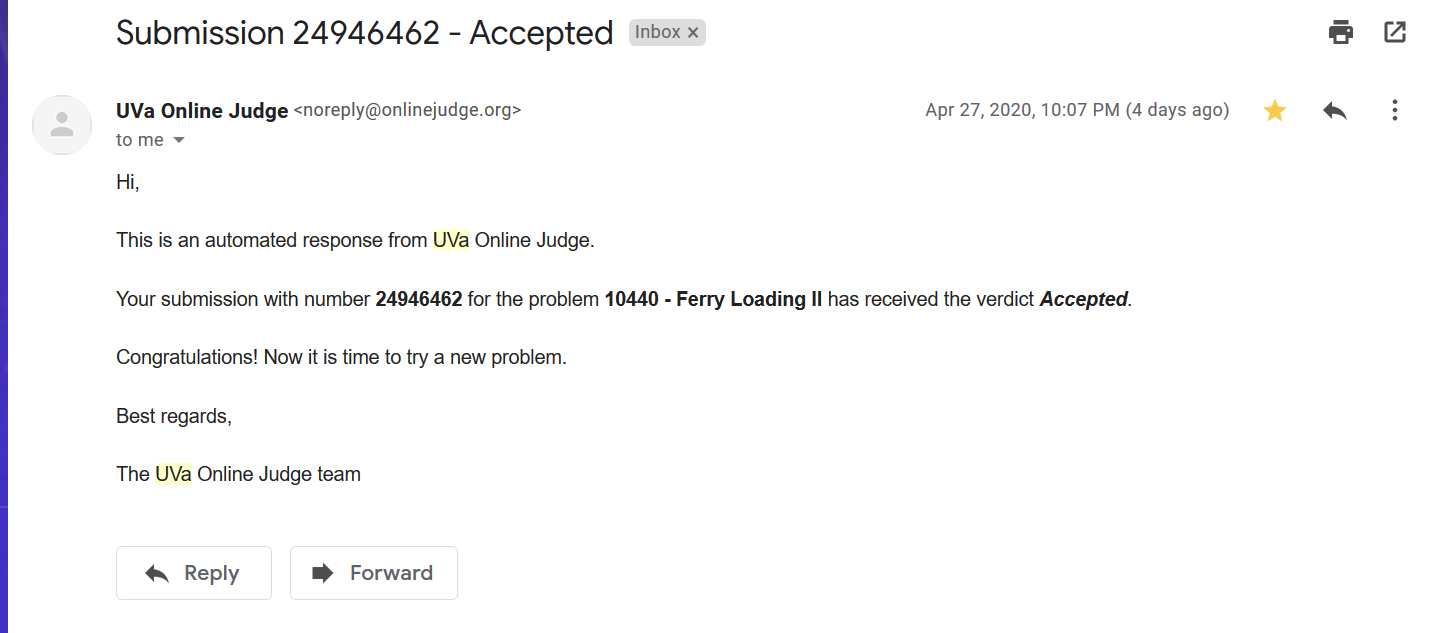 Submission 24946462 - Accepted Inbox ×
UVa Online Judge <noreply@onlinejudge.org> Apr 27, 2020, 10:07 PM (4 days ago)
to me
Hi,
This is an automated response from UVa Online Judge.
Your submission with number 24946462 for the problem 10440 - Ferry Loading II has received the verdict Accepted.
Congratulations! Now it is time to try a new problem.
Best regards,
The UVa Online Judge team
Reply Forward